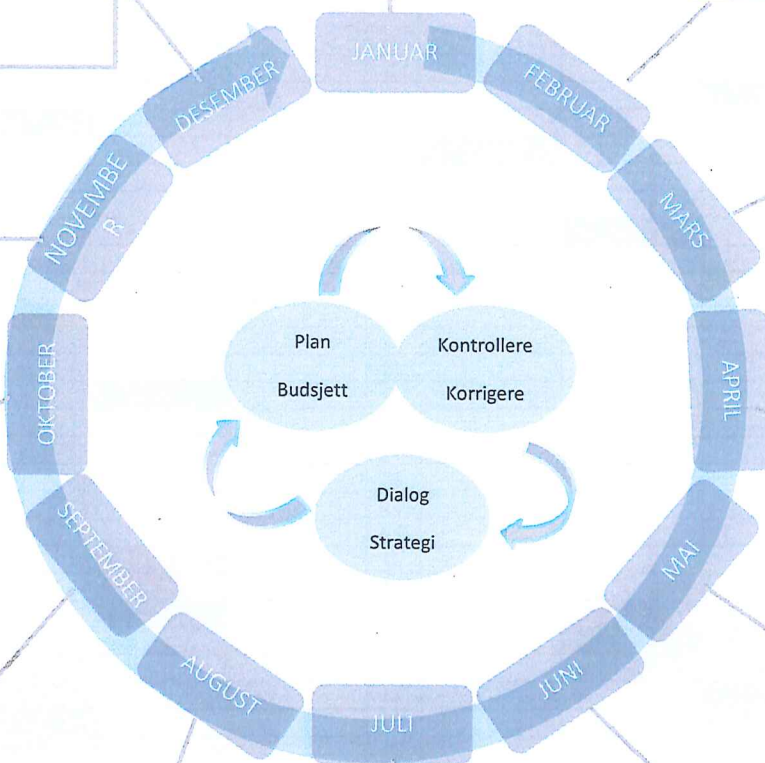 JANUAR
FEBRUAR
MARS
APRIL
MAI
JUNI
JULI
AUGUST
SEPTEMBER
OKTOBER
NOVEMBE
R
DESEMBER
Plan
Budsjett
Kontrollere
Korrigere
Dialog
Strategi